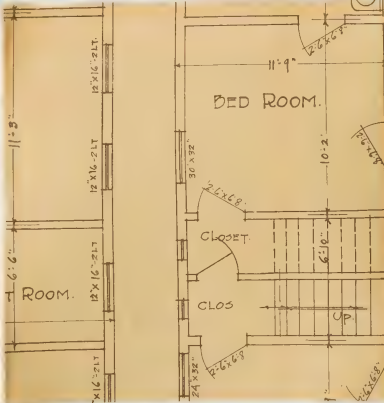 12"x16"-2LT.
12"x16"-2LT
11'-3"
6'-6"
ROOM.
12"x16"-2LT
12"x16"-2LT
2'-6"x6'-8"
11'-9"
BED ROOM.
10'-2"
30"x32"
2'-6"x6'-8"
CLOSET.
6'-10"
CLOS
UP.
24"x32"
2'-6"x6'-8"